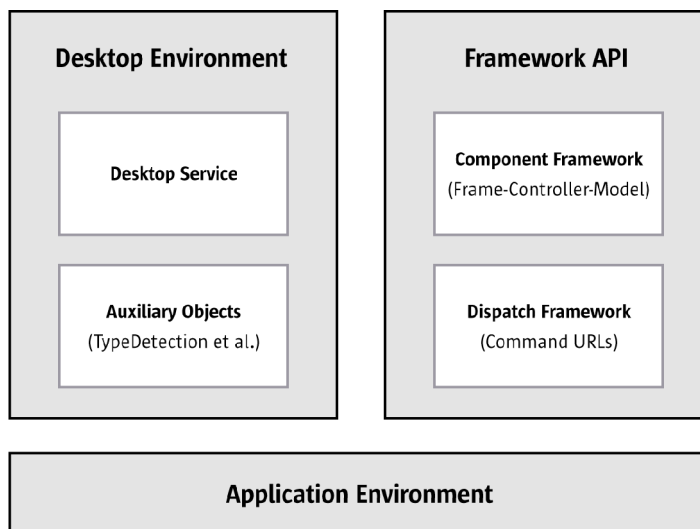 Desktop Environment
Desktop Service
Auxiliary Objects
(TypeDetection et al.)
Framework API
Component Framework
(Frame-Controller-Model)
Dispatch Framework
(Command URLs)
Application Environment